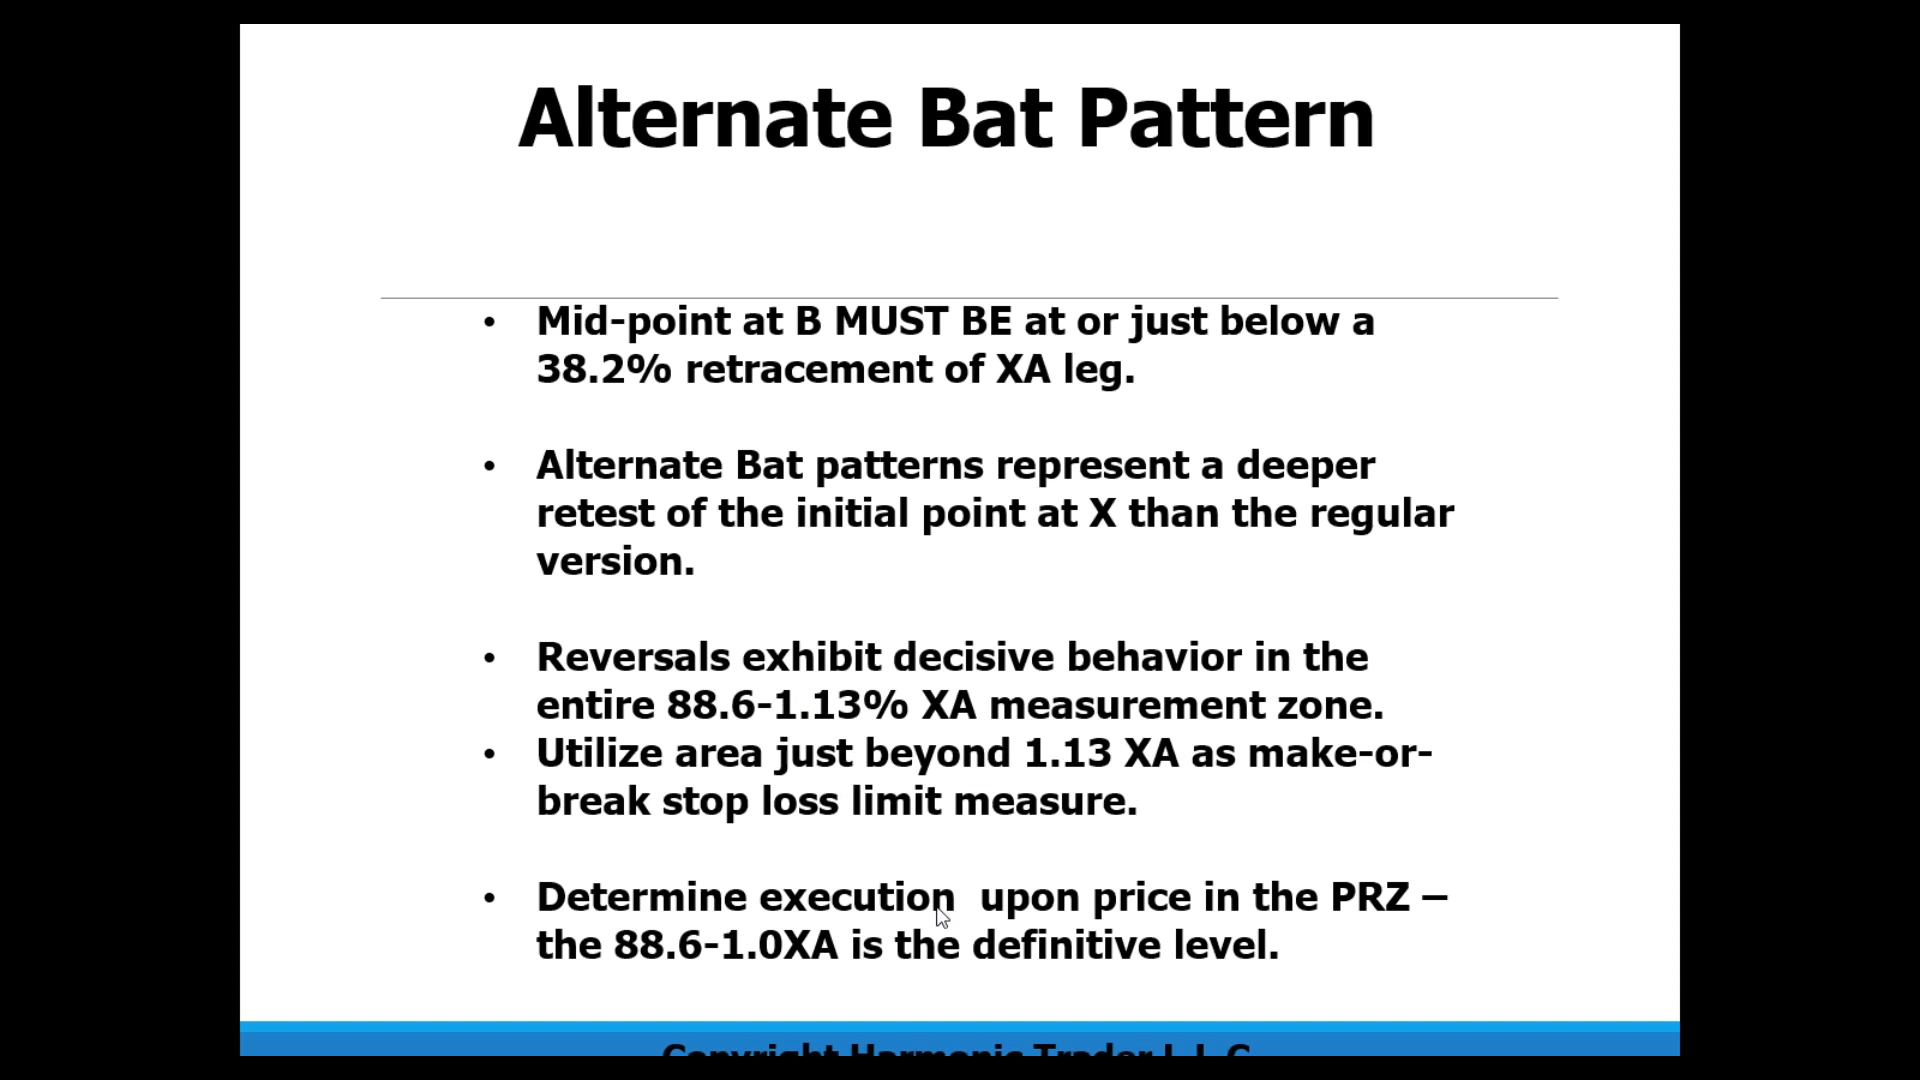 Alternate Bat Pattern
• Mid-point at B MUST BE at or just below a
38.2% retracement of XA leg.
• Alternate Bat patterns represent a deeper
retest of the initial point at X than the regular
version.
• Reversals exhibit decisive behavior in the
entire 88.6-1.13% XA measurement zone.
• Utilize area just beyond 1.13 XA as make-or-
break stop loss limit measure.
• Determine execution  upon price in the PRZ –
the 88.6-1.0XA is the definitive level.
Copyright Harmonic Trader L.L.C.